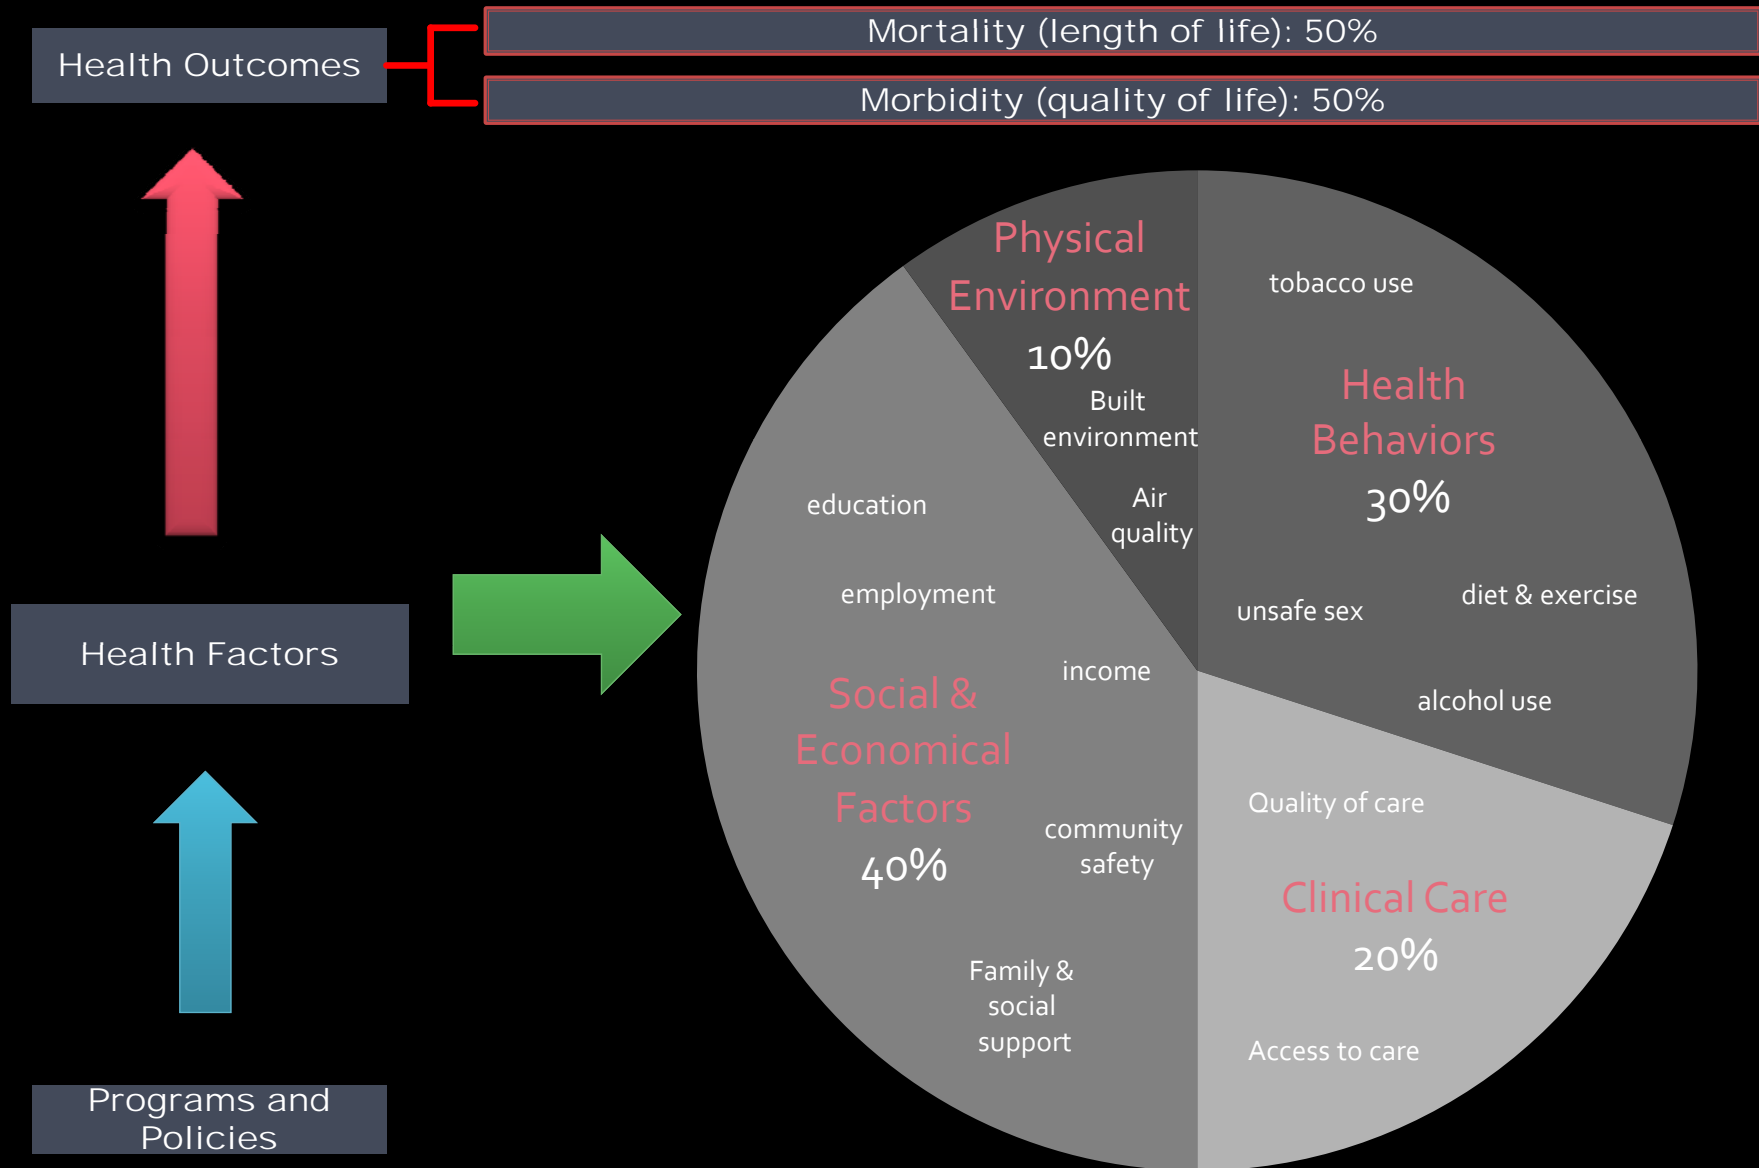 Health Outcomes
Mortality (length of life): 50%
Morbidity (quality of life): 50%
Health Factors
Programs and
Policies
Physical
Environment
10%
Built
environment
Air
quality
tobacco use
Health
Behaviors
30%
unsafe sex
diet & exercise
alcohol use
education
employment
income
Social &
Economical
Factors
40%
community
safety
Family &
social
support
Quality of care
Clinical Care
20%
Access to care